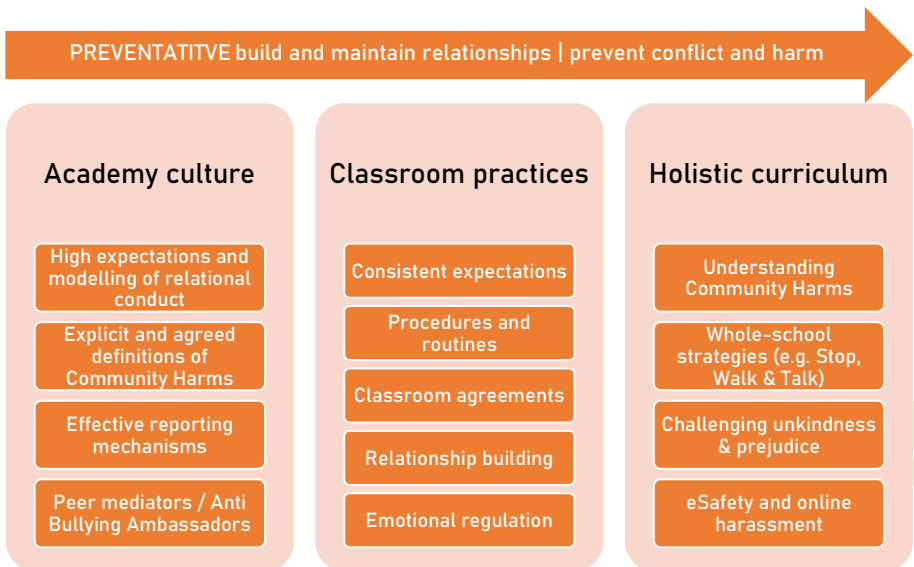 PREVENTATITVE build and maintain relationships | prevent conflict and harm
Academy culture
High expectations and
modelling of relational
conduct
Explicit and agreed
definitions of
Community Harms
Effective reporting
mechanisms
Peer mediators / Anti
Bullying Ambassadors
Classroom practices
Consistent expectations
Procedures and
routines
Classroom agreements
Relationship building
Emotional regulation
Holistic curriculum
Understanding
Community Harms
Whole-school
strategies (e.g. Stop,
Walk & Talk)
Challenging unkindness
& prejudice
eSafety and online
harassment